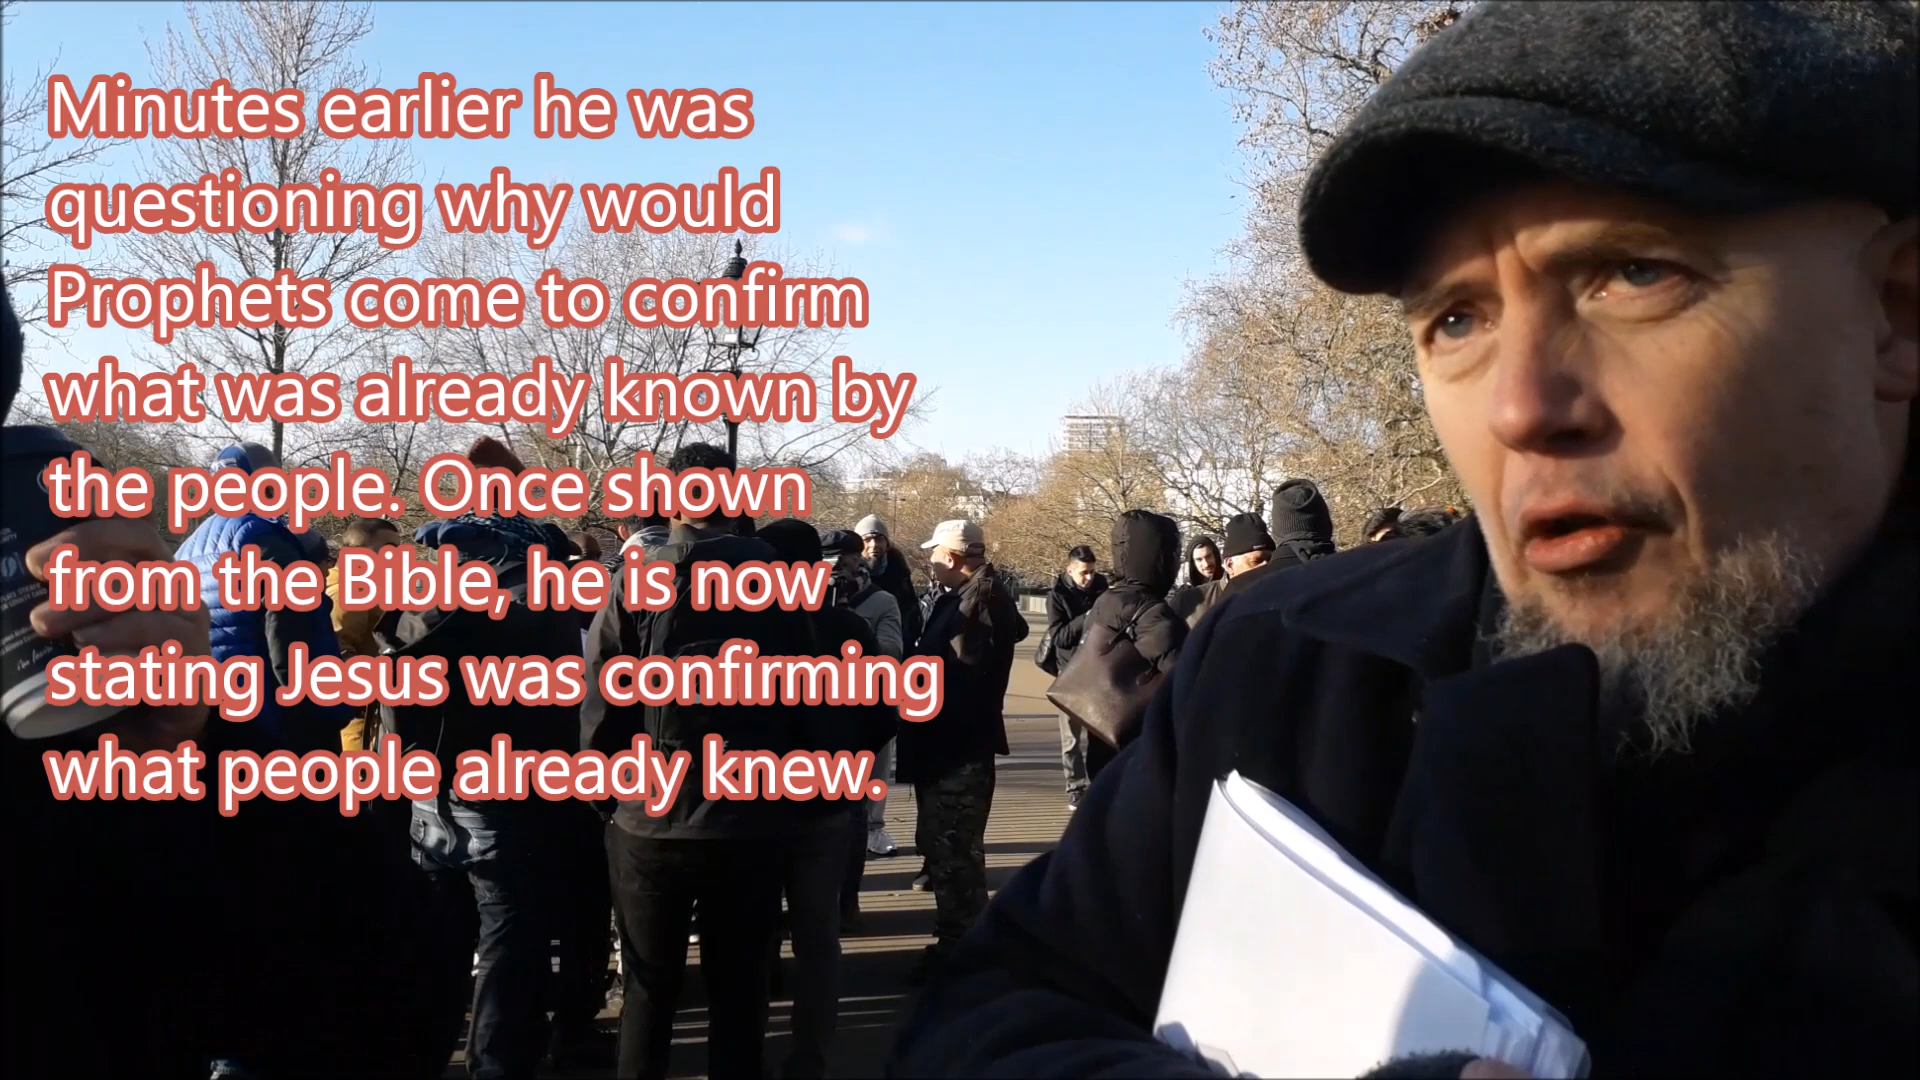 Minutes earlier he was
questioning why would
Prophets come to confirm
what was already known by
the people. Once shown
from the Bible, he is now
stating Jesus was confirming
what people already knew.